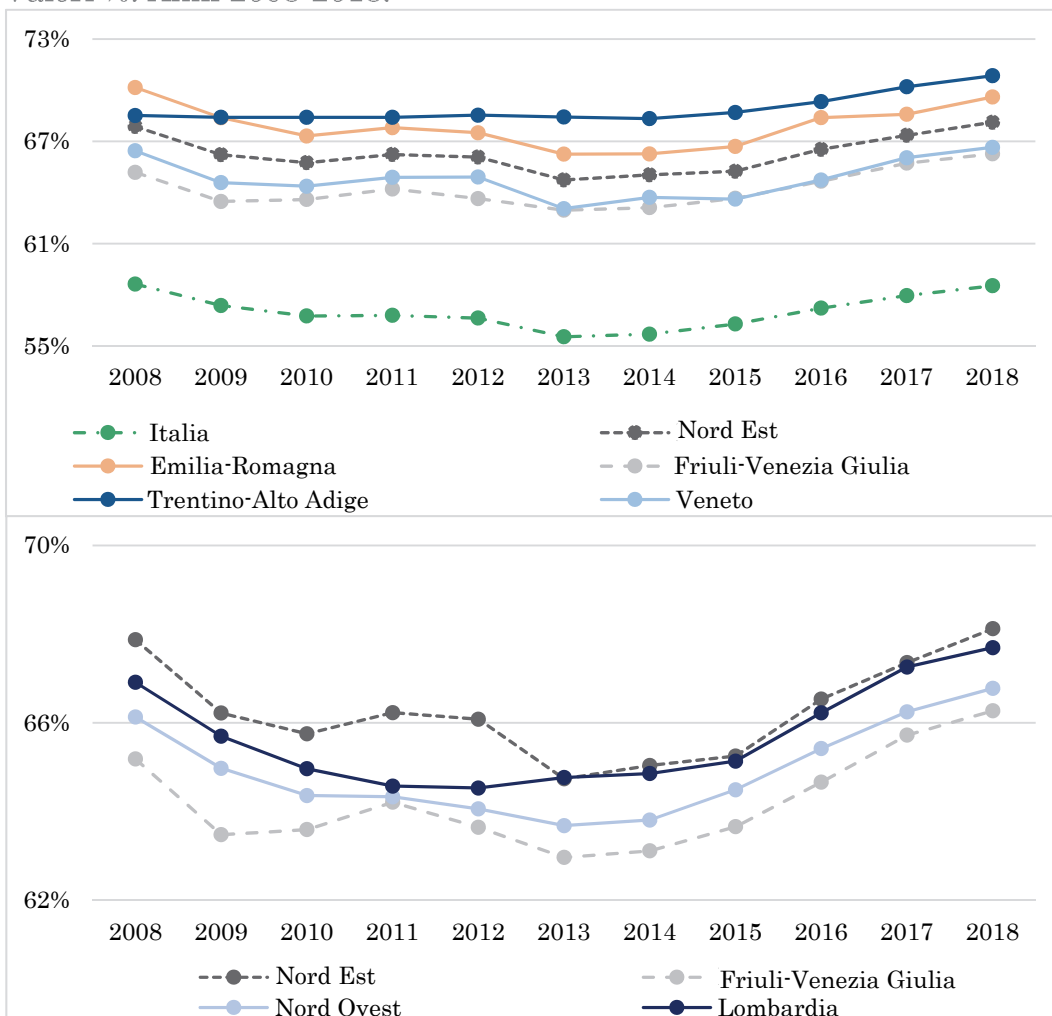 73%
67%
61%
55%
2008 2009 2010 2011 2012 2013 2014 2015 2016 2017 2018
Italia Nord Est
Emilia-Romagna Friuli-Venezia Giulia
Trentino-Alto Adige Veneto
70%
66%
62%
2008 2009 2010 2011 2012 2013 2014 2015 2016 2017 2018
Nord Est Friuli-Venezia Giulia
Nord Ovest Lombardia